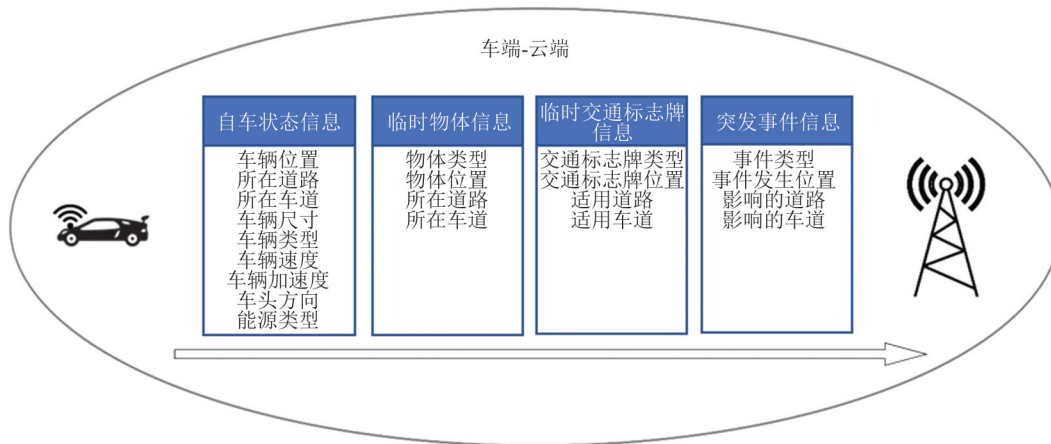 车端-云端
自车状态信息
车辆位置
所在道路
所在车道
车辆尺寸
车辆类型
车辆速度
车辆加速度
车头方向
能源类型
临时物体信息
物体类型
物体位置
所在道路
所在车道
临时交通标志牌
信息
交通标志牌类型
交通标志牌位置
适用道路
适用车道
突发事件信息
事件类型
事件发生位置
影响的道路
影响的车道